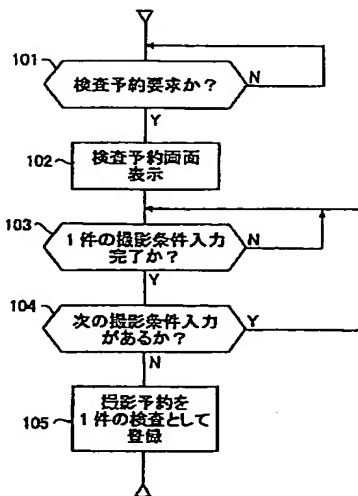 101
検査予約要求か?
N
Y
102
検査予約画面
表示
103
1件の撮影条件入力
完了か?
N
Y
104
次の撮影条件入力
があるか?
Y
N
105
撮影予約を
1件の検査として
登録